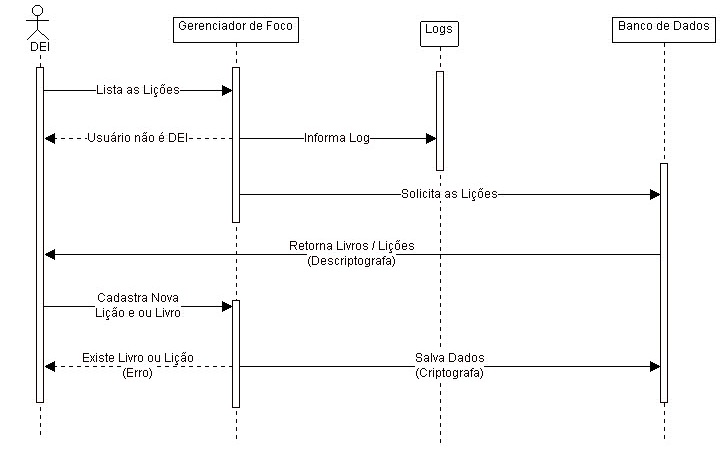 DEI
Gerenciador de Foco
Logs
Banco de Dados
Lista as Lições
Usuário não é DEI
Informa Log
Solicita as Lições
Retorna Livros / Lições
(Descriptografa)
Cadastra Nova
Lição e ou Livro
Existe Livro ou Lição
(Erro)
Salva Dados
(Criptografa)